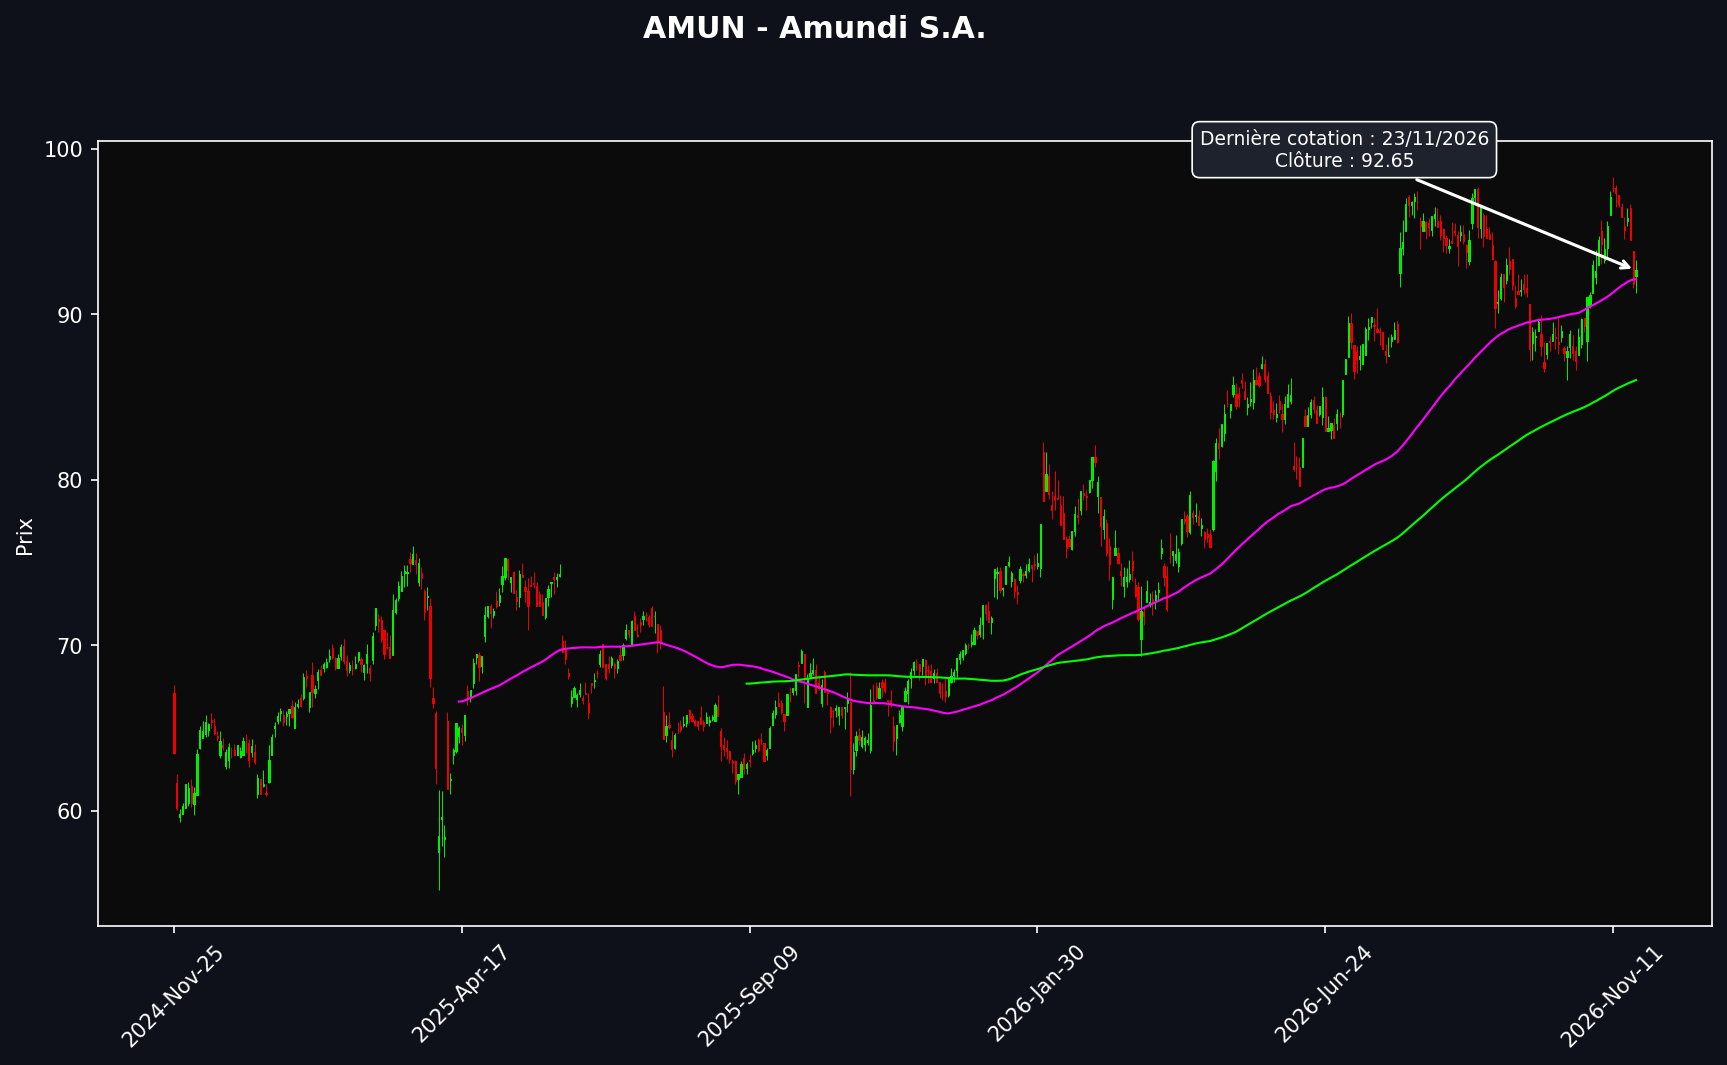 AMUN - Amundi S.A.
Dernière cotation : 23/11/2026
Clôture : 92.65
100
90
80
70
60
Prix
2024-Nov-25
2025-Apr-17
2025-Sep-09
2026-Jan-30
2026-Jun-24
2026-Nov-11